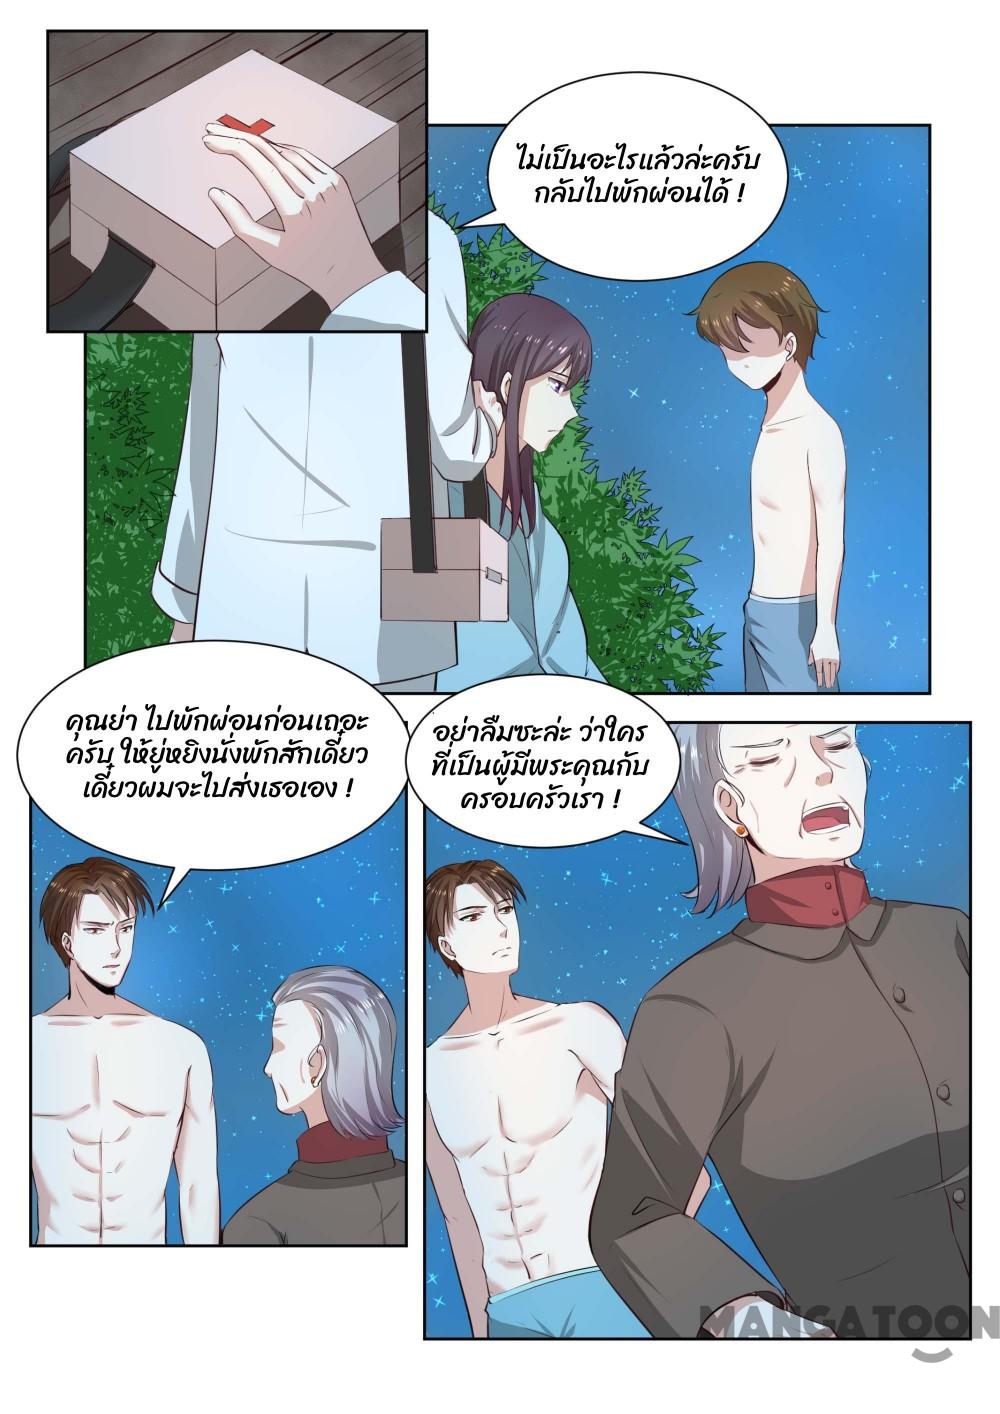 ไม่เป็นอะไรแล้วล่ะครับ
กลับไปพักผ่อนได้ !
คุณย่า ไปพักผ่อนก่อนเถอะ
ครับ ให้ยู่หยิงนั่งพักสักเดี๋ยว
เดี๋ยวผมจะไปส่งเธอเอง !
อย่าลืมซะล่ะ ว่าใคร
ที่เป็นผู้มีพระคุณกับ
ครอบครัวเรา !
MANGATOON